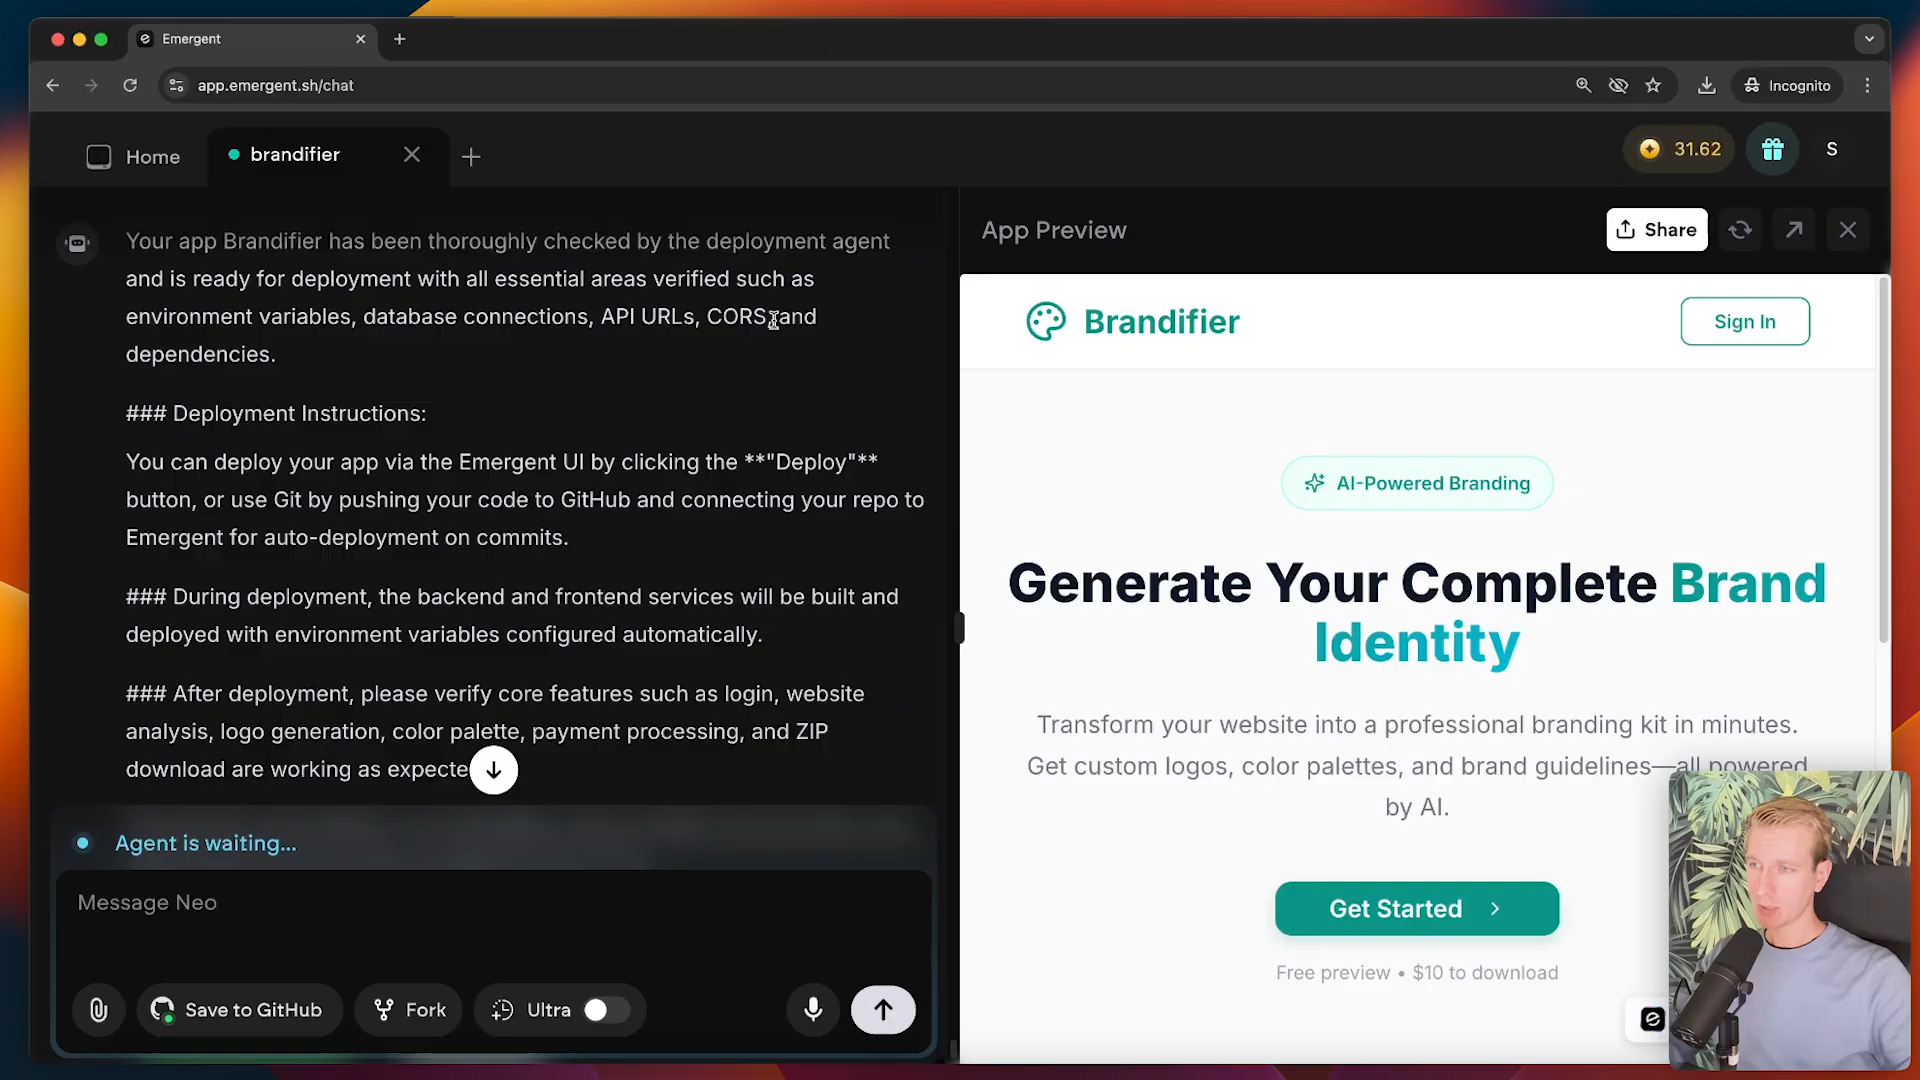 Emergent
app.emergent.sh/chat
Incognito
Home
brandifier
31.62
S
Your app Brandifier has been thoroughly checked by the deployment agent
and is ready for deployment with all essential areas verified such as
environment variables, database connections, API URLs, CORS, and
dependencies.
### Deployment Instructions:
You can deploy your app via the Emergent UI by clicking the **"Deploy"**
button, or use Git by pushing your code to GitHub and connecting your repo to
Emergent for auto-deployment on commits.
### During deployment, the backend and frontend services will be built and
deployed with environment variables configured automatically.
### After deployment, please verify core features such as login, website
analysis, logo generation, color palette, payment processing, and ZIP
download are working as expecte
Agent is waiting...
Message Neo
Save to GitHub
Fork
Ultra
App Preview
Share
Brandifier
Sign In
AI-Powered Branding
Generate Your Complete Brand
Identity
Transform your website into a professional branding kit in minutes.
Get custom logos, color palettes, and brand guidelines—all powered
by AI.
Get Started
Free preview • $10 to download